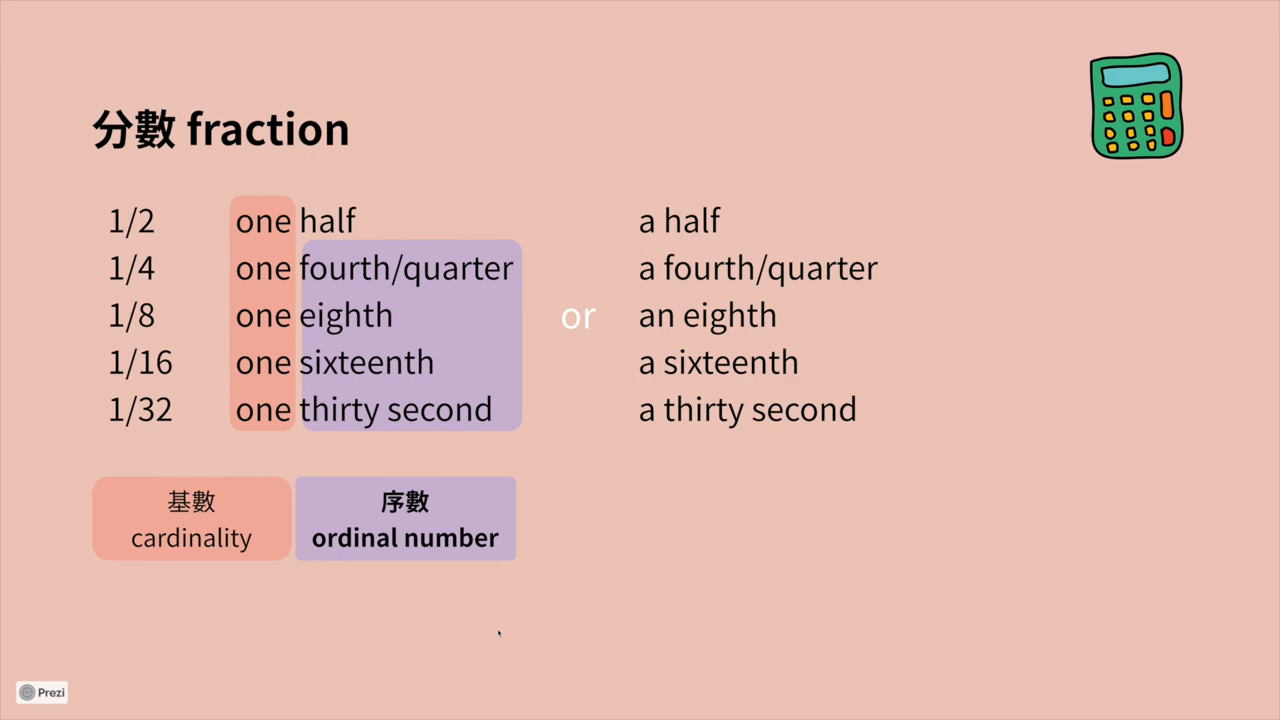 分數 fraction
1/2 one half a half
1/4 one fourth/quarter a fourth/quarter
1/8 one eighth or an eighth
1/16 one sixteenth a sixteenth
1/32 one thirty second a thirty second
基數 序數
cardinality ordinal number
Prezi